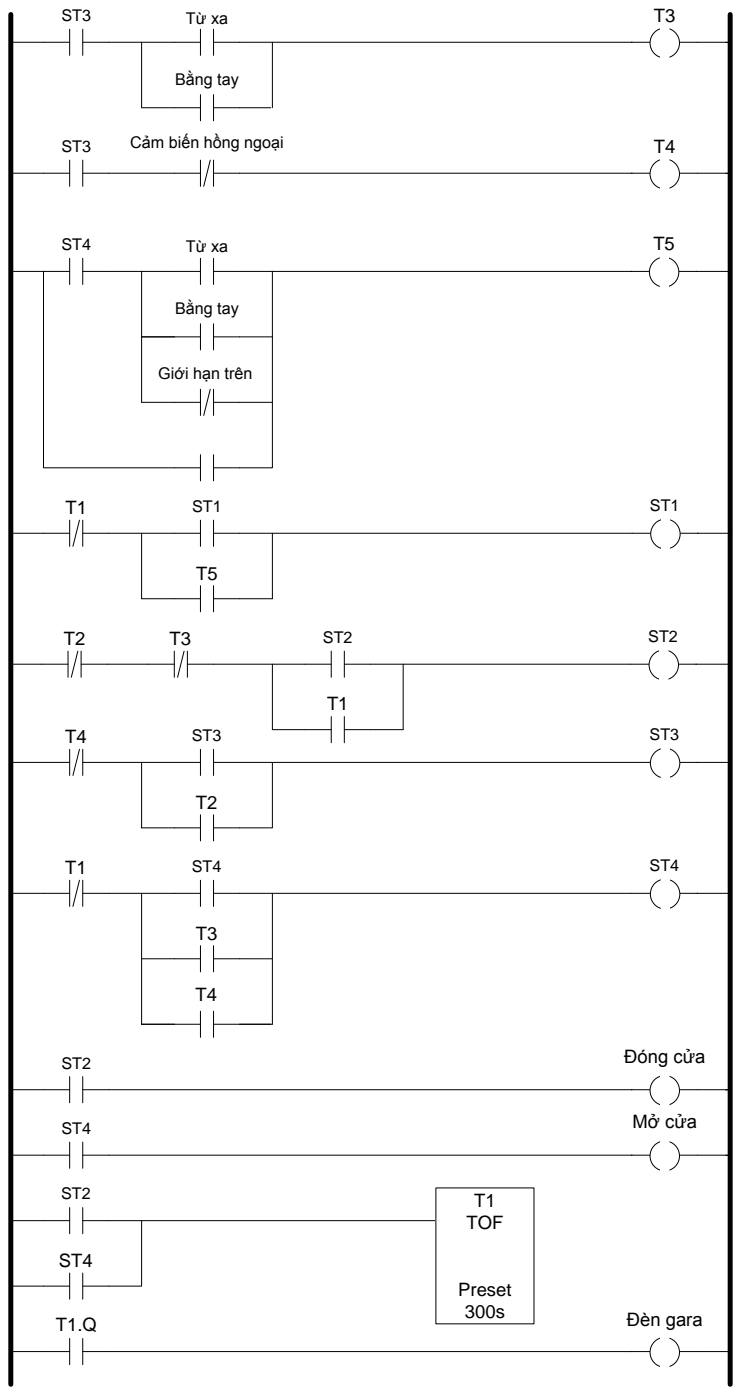 ST3 Từ xa T3
Bằng tay
ST3 Cảm biến hồng ngoại T4
ST4 Từ xa T5
Bằng tay
Giới hạn trên
T1 ST1 ST1
T5
T2 T3 ST2 ST2
T1
T4 ST3 ST3
T2
T1 ST4 ST4
T3
T4
ST2 Đóng cửa
ST4 Mở cửa
ST2 T1
TOF
ST4
Preset
300s
T1.Q Đèn gara